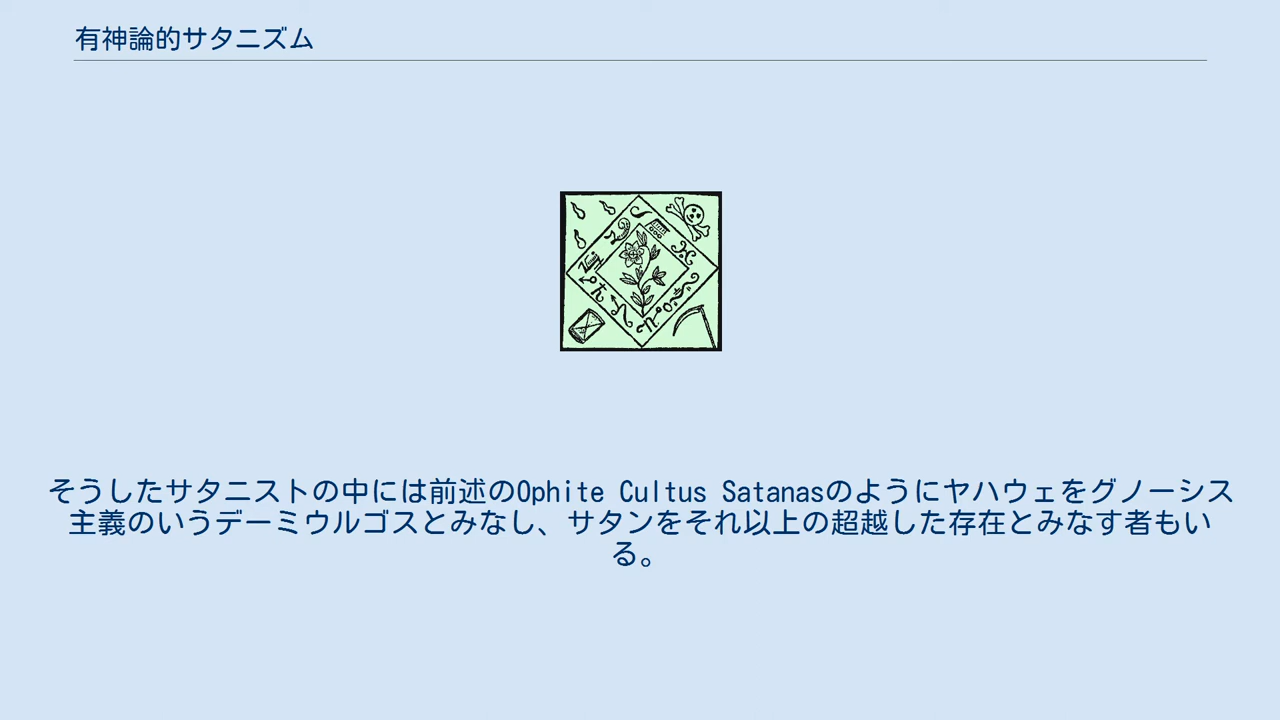 有神論的サタニズム
そうしたサタニストの中には前述のOphite Cultus Satanasのようにヤハウェをグノーシス
主義のいうデーミウルゴスとみなし、サタンをそれ以上の超越した存在とみなす者もい
る。